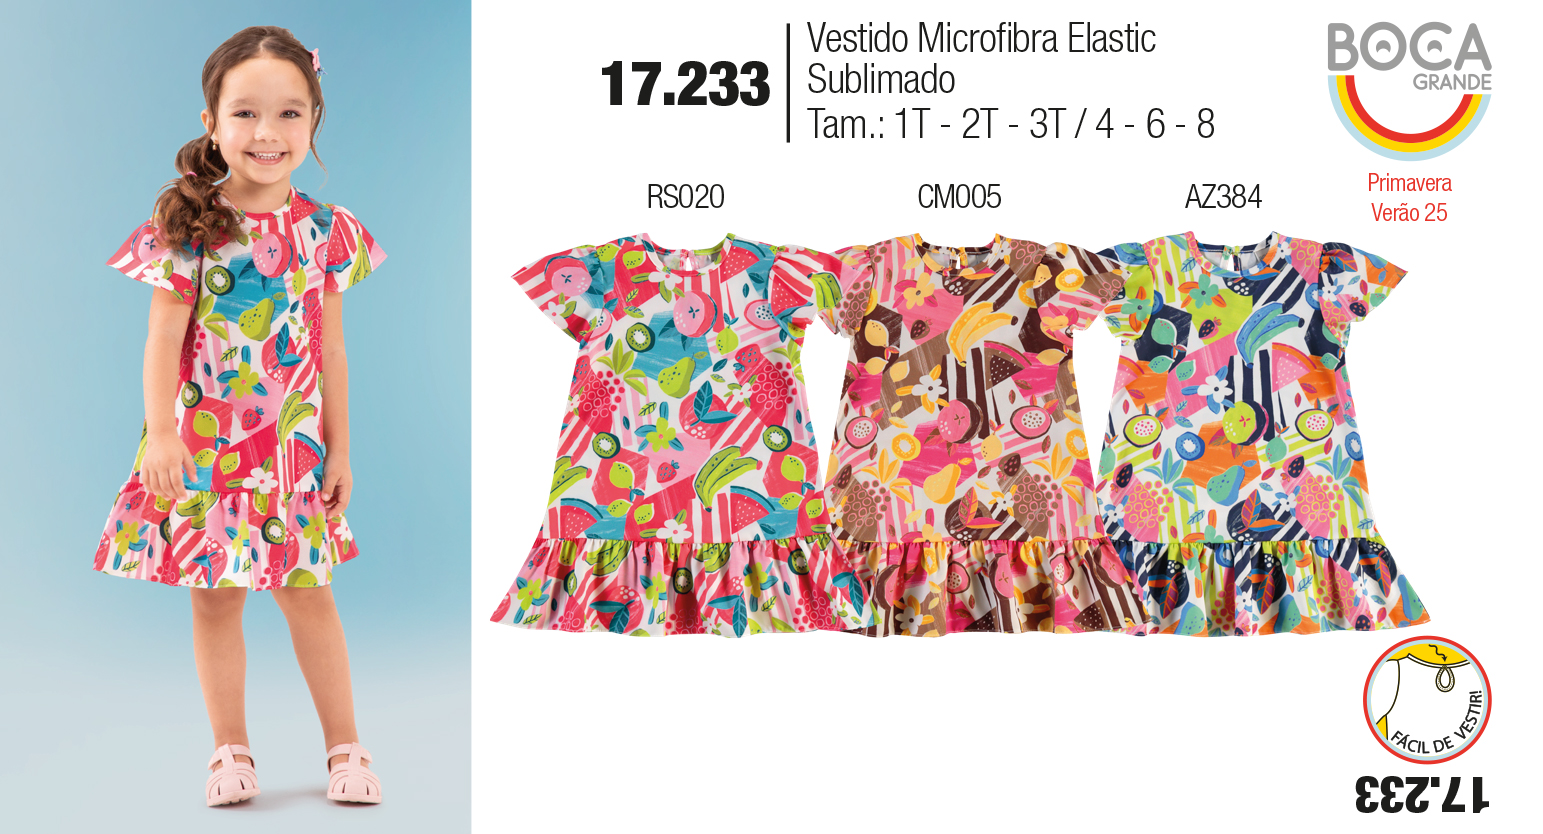 17.233
Vestido Microfibra Elastic
Sublimado
Tam.: 1T - 2T - 3T / 4 - 6 - 8
BOCA
GRANDE
Primavera
Verão 25
RS020
CM005
AZ384
FÁCIL DE VESTIR!
17.233